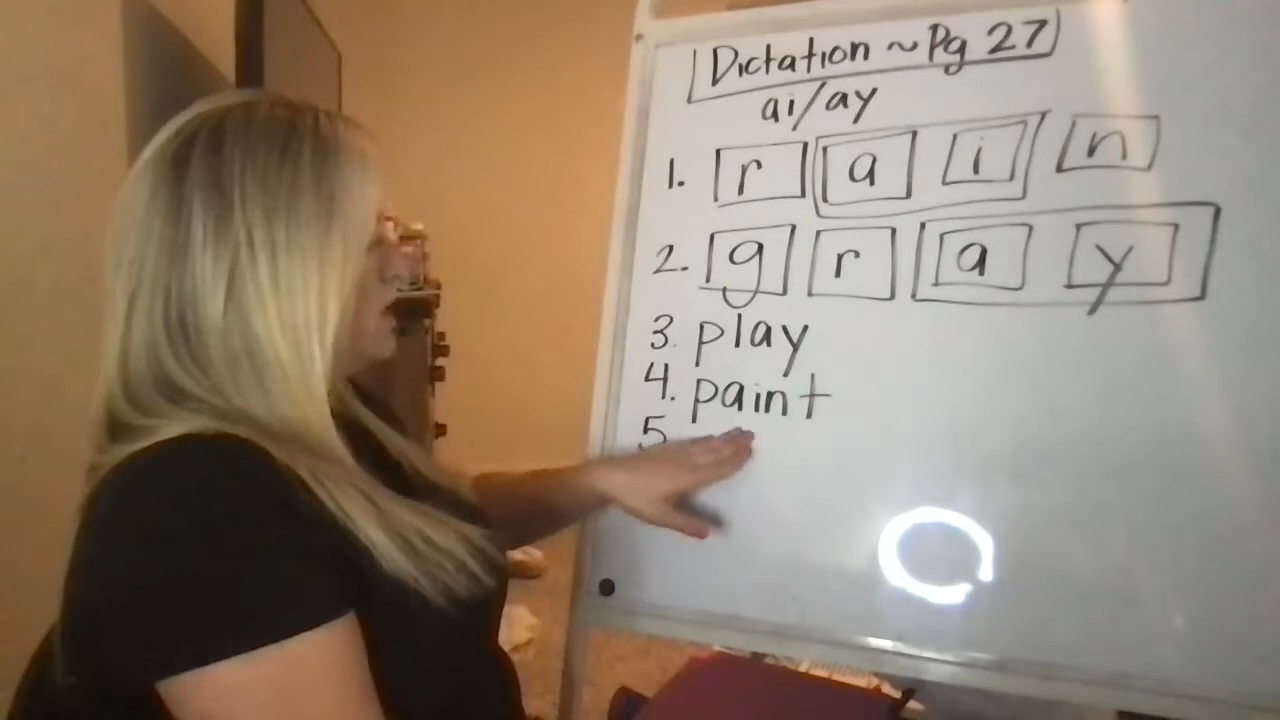 Dictation ~ Pg 27
ai/ay
1. r a i n
2. g r a y
3. play
4. paint
5.